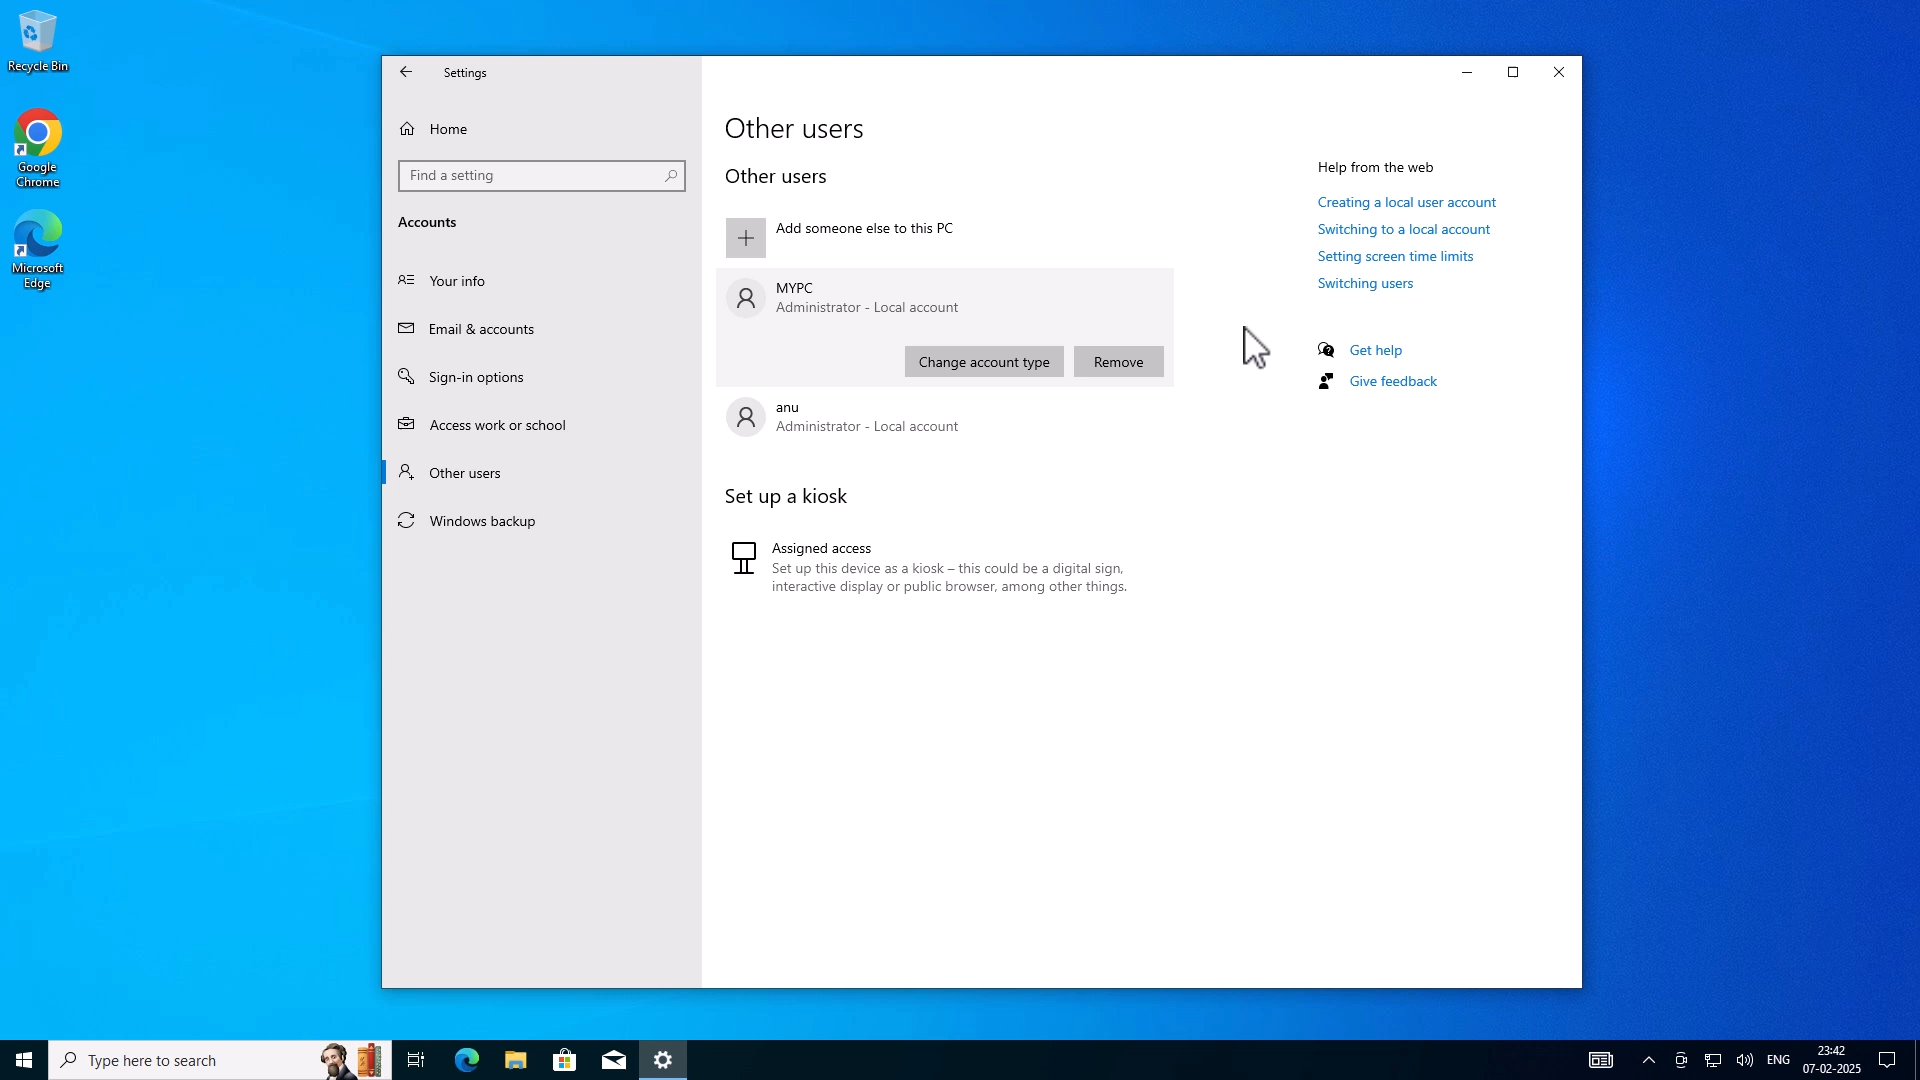 Recycle Bin
Google
Chrome
Microsoft
Edge
Settings
Home
Find a setting
Accounts
Your info
Email & accounts
Sign-in options
Access work or school
Other users
Windows backup
Other users
Other users
Add someone else to this PC
MYPC
Administrator - Local account
Change account type
Remove
anu
Administrator - Local account
Set up a kiosk
Assigned access
Set up this device as a kiosk – this could be a digital sign,
interactive display or public browser, among other things.
Help from the web
Creating a local user account
Switching to a local account
Setting screen time limits
Switching users
Get help
Give feedback
Type here to search
ENG
23:42
07-02-2025